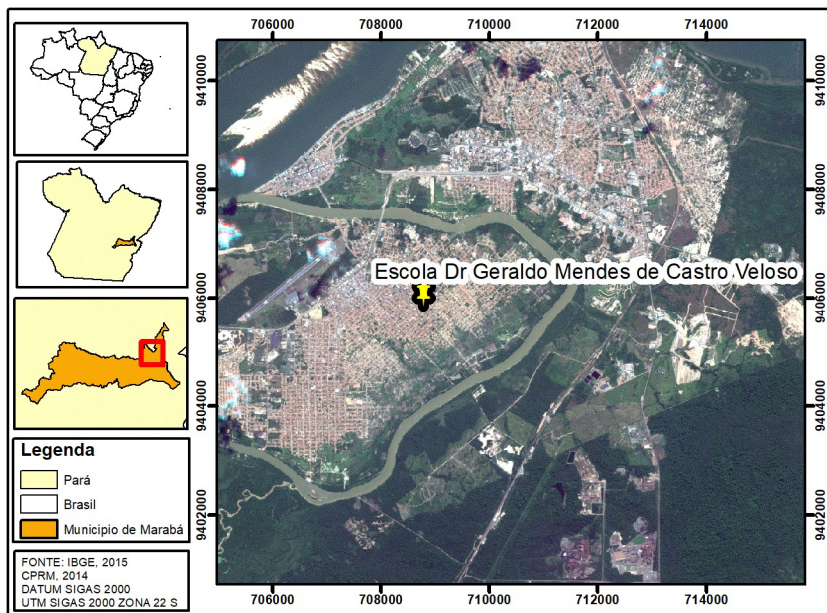 706000 708000 710000 712000 714000
9410000
9408000
9406000
9404000
9402000
Escola Dr Geraldo Mendes de Castro Veloso
9410000
9408000
9406000
9404000
9402000
706000 708000 710000 712000 714000
Legenda
Pará
Brasil
Municipio de Marabá
FONTE: IBGE, 2015
CPRM, 2014
DATUM SIGAS 2000
UTM SIGAS 2000 ZONA 22 S